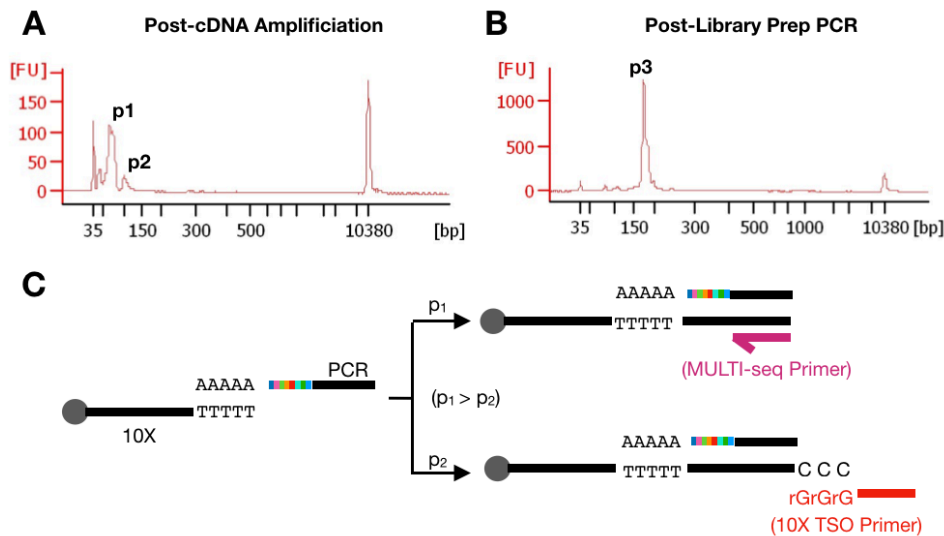 A
Post-cDNA Amplificiation
[FU]
150
100
50
0
p1
p2
35 150 300 500 10380 [bp]
B
Post-Library Prep PCR
[FU]
1000
500
0
p3
35 150 300 500 1000 10380 [bp]
C
AAAAA
PCR
TTTTT
10X
p1
(p1 > p2)
p2
AAAAA
TTTTT
(MULTI-seq Primer)
AAAAA
TTTTT
C C C
rGrGrG
(10X TSO Primer)